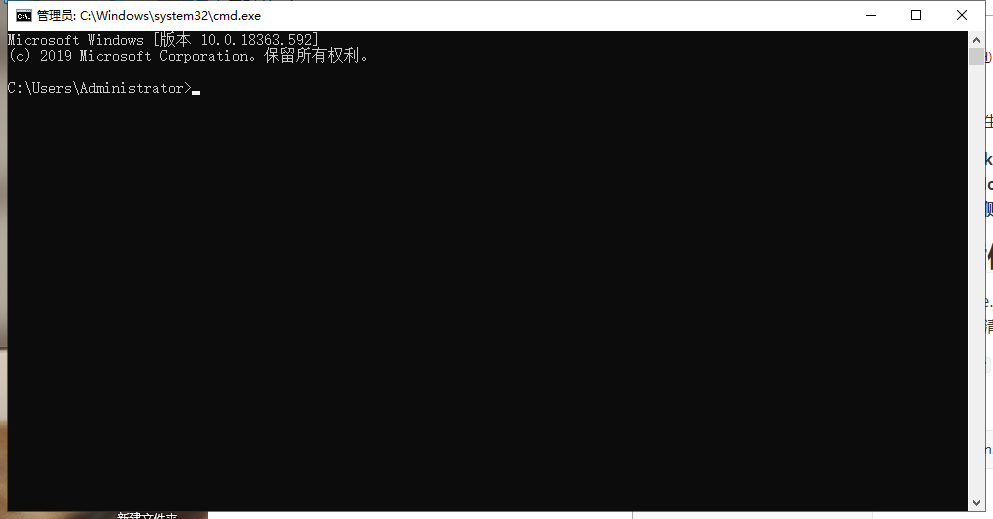 管理员: C:\Windows\system32\cmd.exe
Microsoft Windows [版本 10.0.18363.592]
(c) 2019 Microsoft Corporation。保留所有权利。
C:\Users\Administrator>
新建文件夹